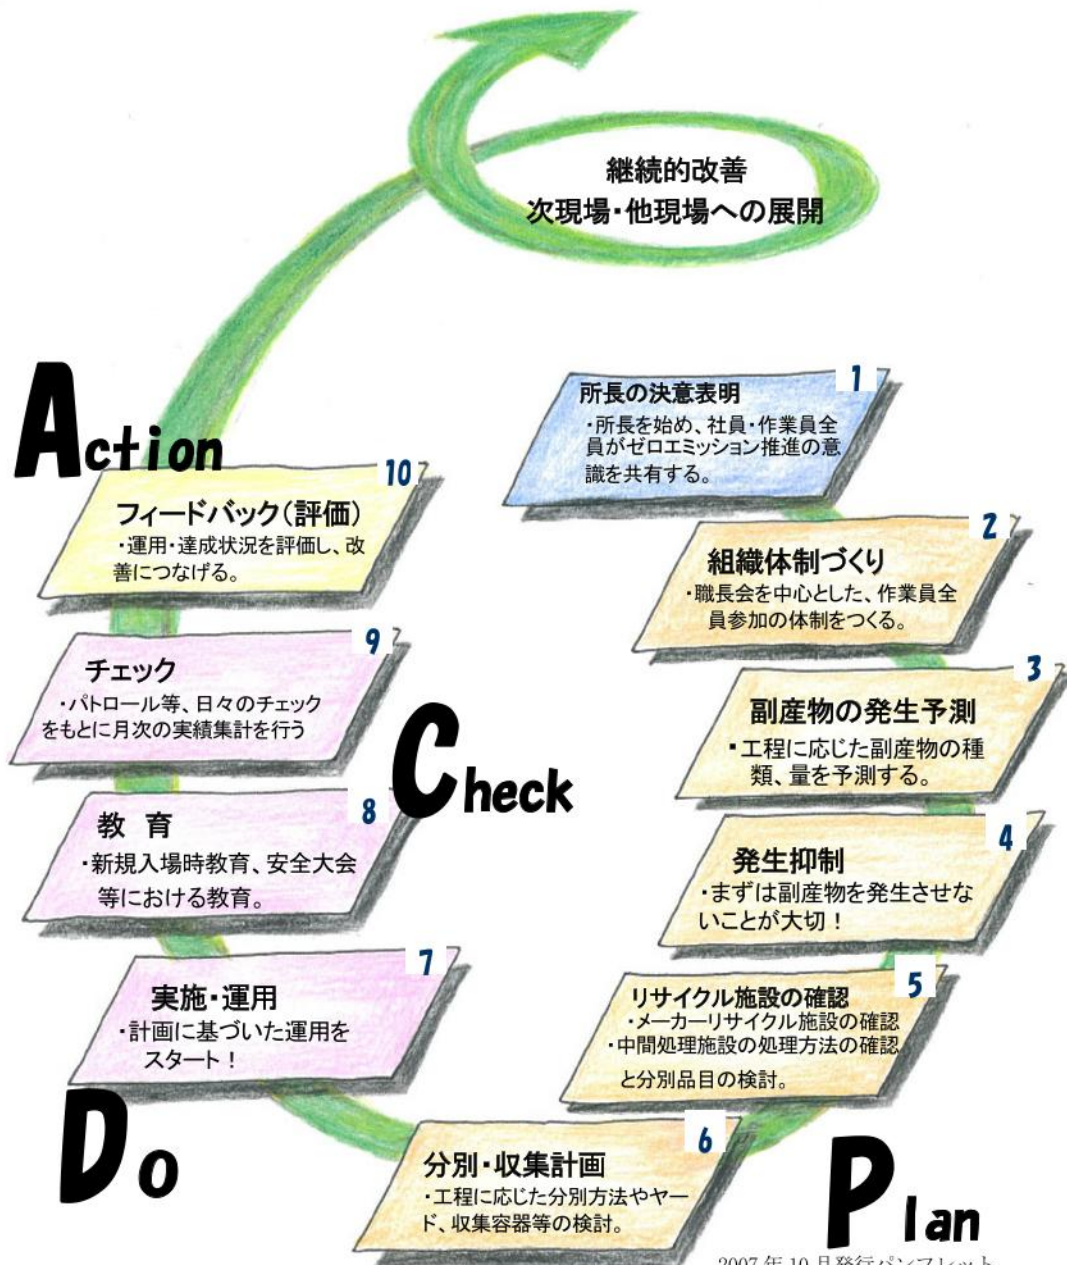 継続的改善
次現場・他現場への展開
1
所長の決意表明
・所長を始め、社員・作業員全
員がゼロエミッション推進の意
識を共有する。
2
組織体制づくり
・職長会を中心とした、作業員全
員参加の体制をつくる。
3
副産物の発生予測
・工程に応じた副産物の種
類、量を予測する。
4
発生抑制
・まずは副産物を発生させな
いことが大切！
5
リサイクル施設の確認
・メーカーリサイクル施設の確認
・中間処理施設の処理方法の確認
と分別品目の検討。
Plan
6
分別・収集計画
・工程に応じた分別方法やヤー
ド、収集容器等の検討。
Do
7
実施・運用
・計画に基づいた運用を
スタート！
8
教 育
・新規入場時教育、安全大会
等における教育。
Check
9
チェック
・パトロール等、日々のチェック
をもとに月次の実績集計を行う
Action
10
フィードバック（評価）
・運用・達成状況を評価し、改
善につなげる。
2007年10月発行パンフレット